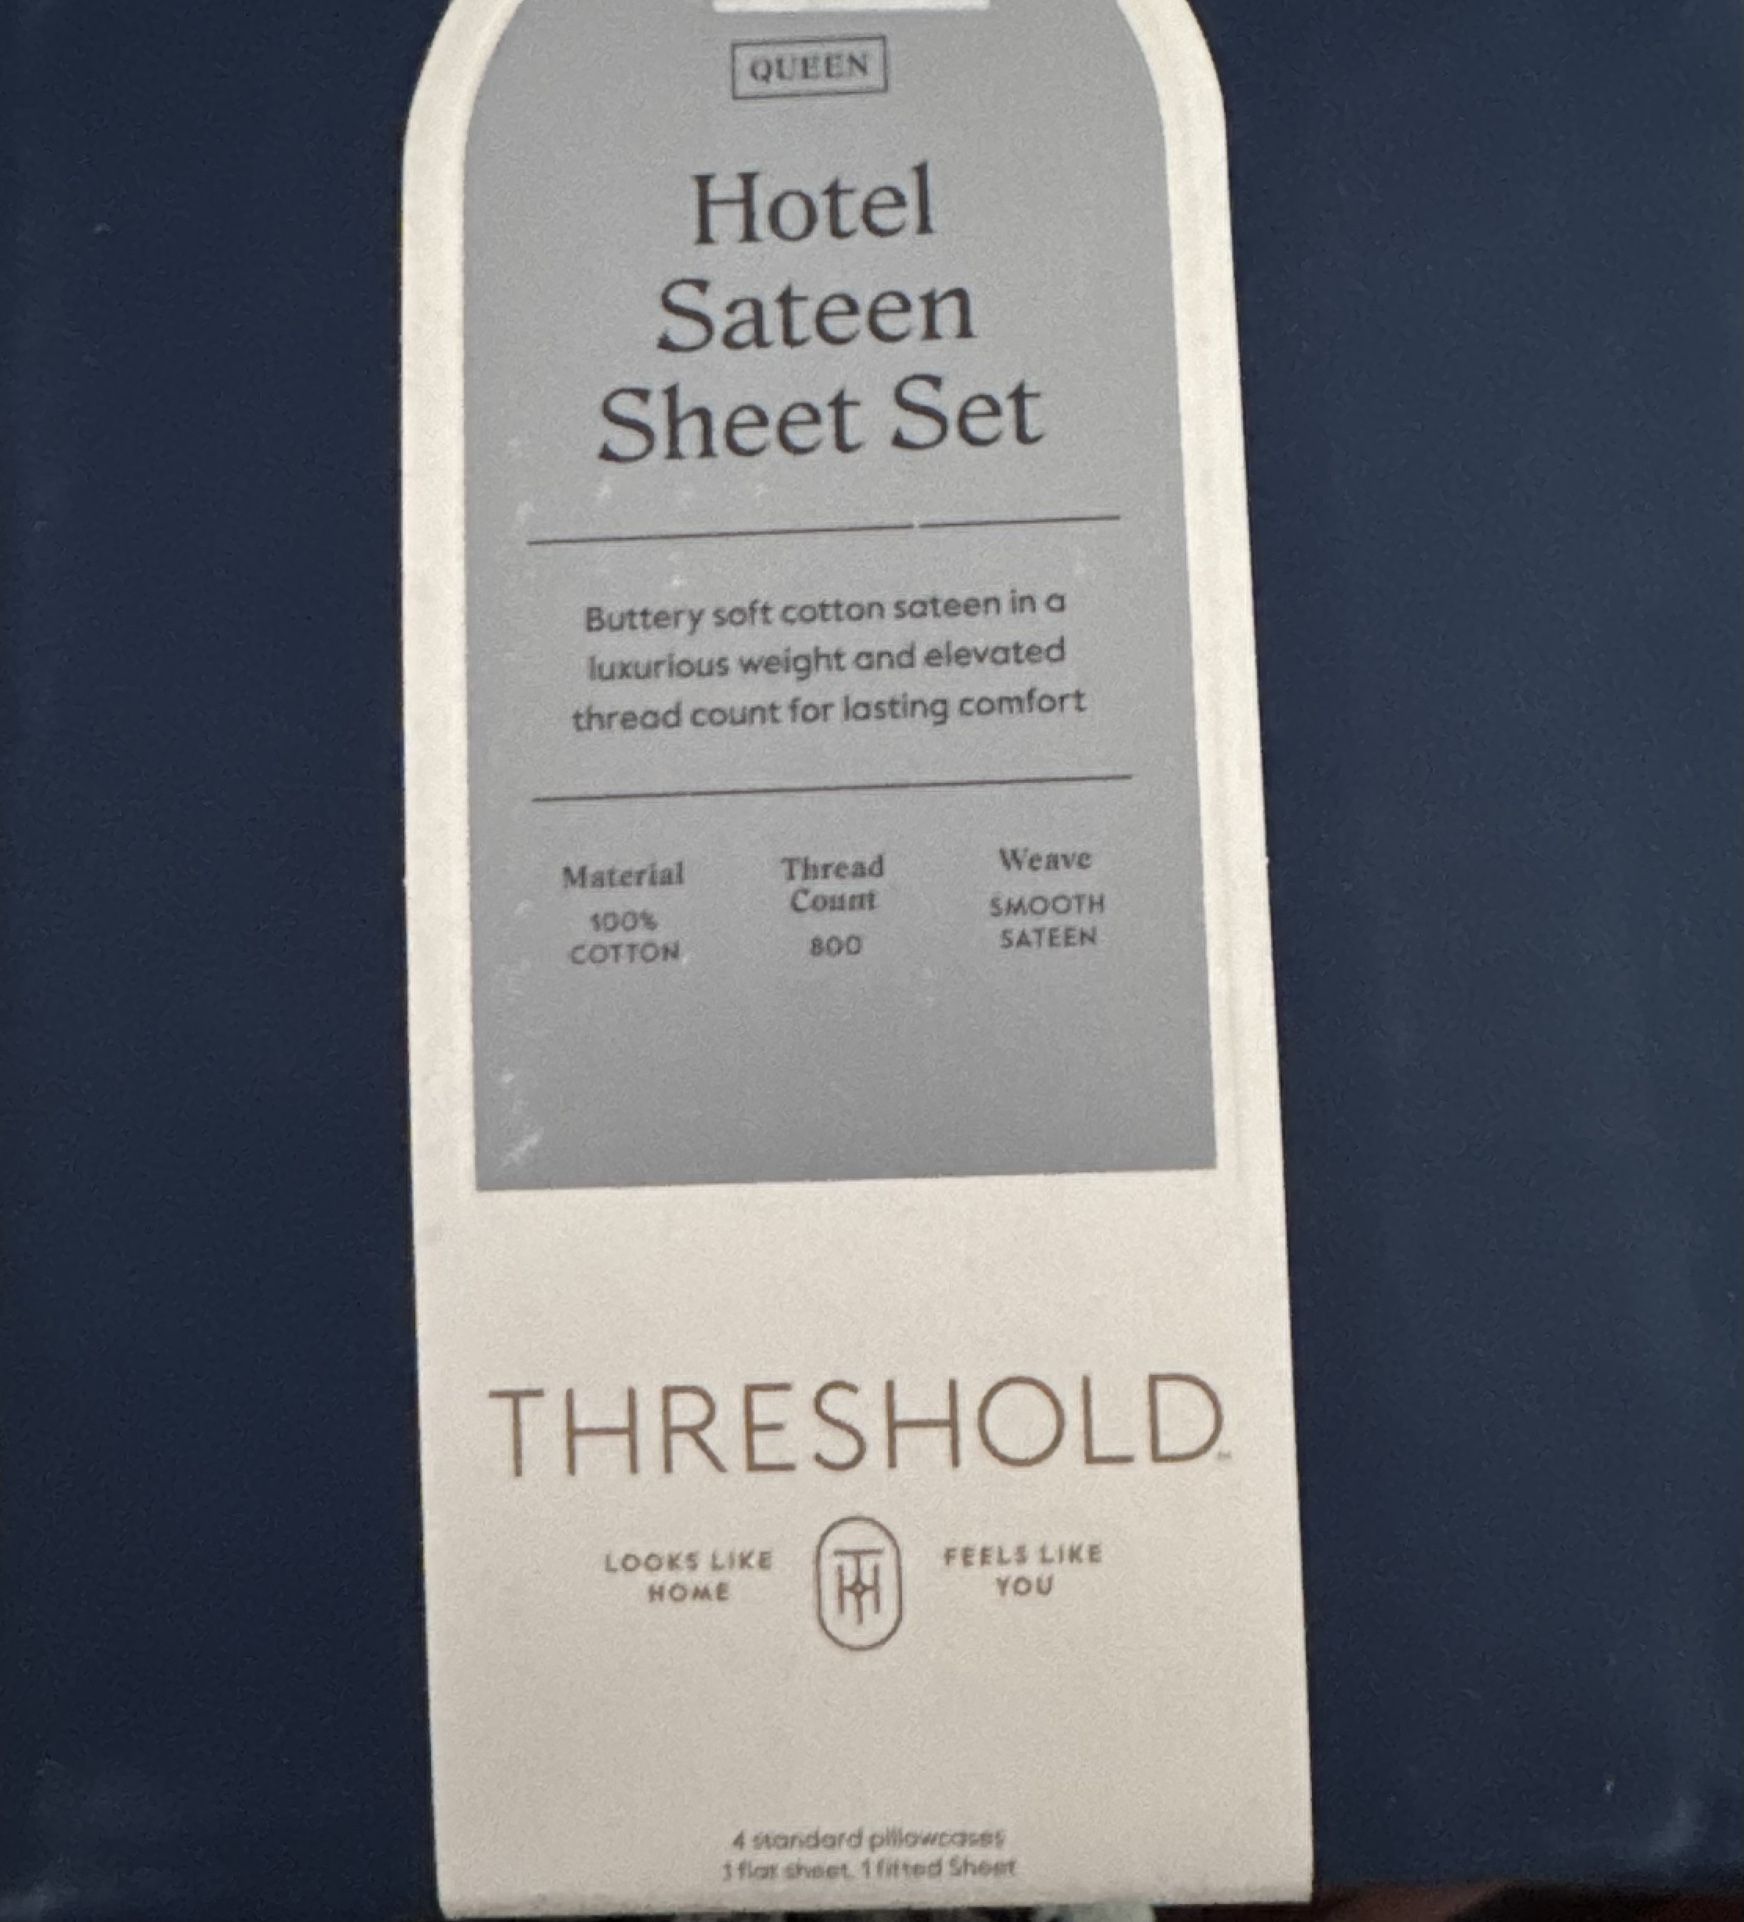 QUEEN
Hotel
Sateen
Sheet Set
Buttery soft cotton sateen in a
luxurious weight and elevated
thread count for lasting comfort
Material
100%
COTTON
Thread
Count
800
Weave
SMOOTH
SATEEN
THRESHOLD™
LOOKS LIKE
HOME
TH
FEELS LIKE
YOU
4 standard pillowcases
1 flat sheet, 1 fitted Sheet